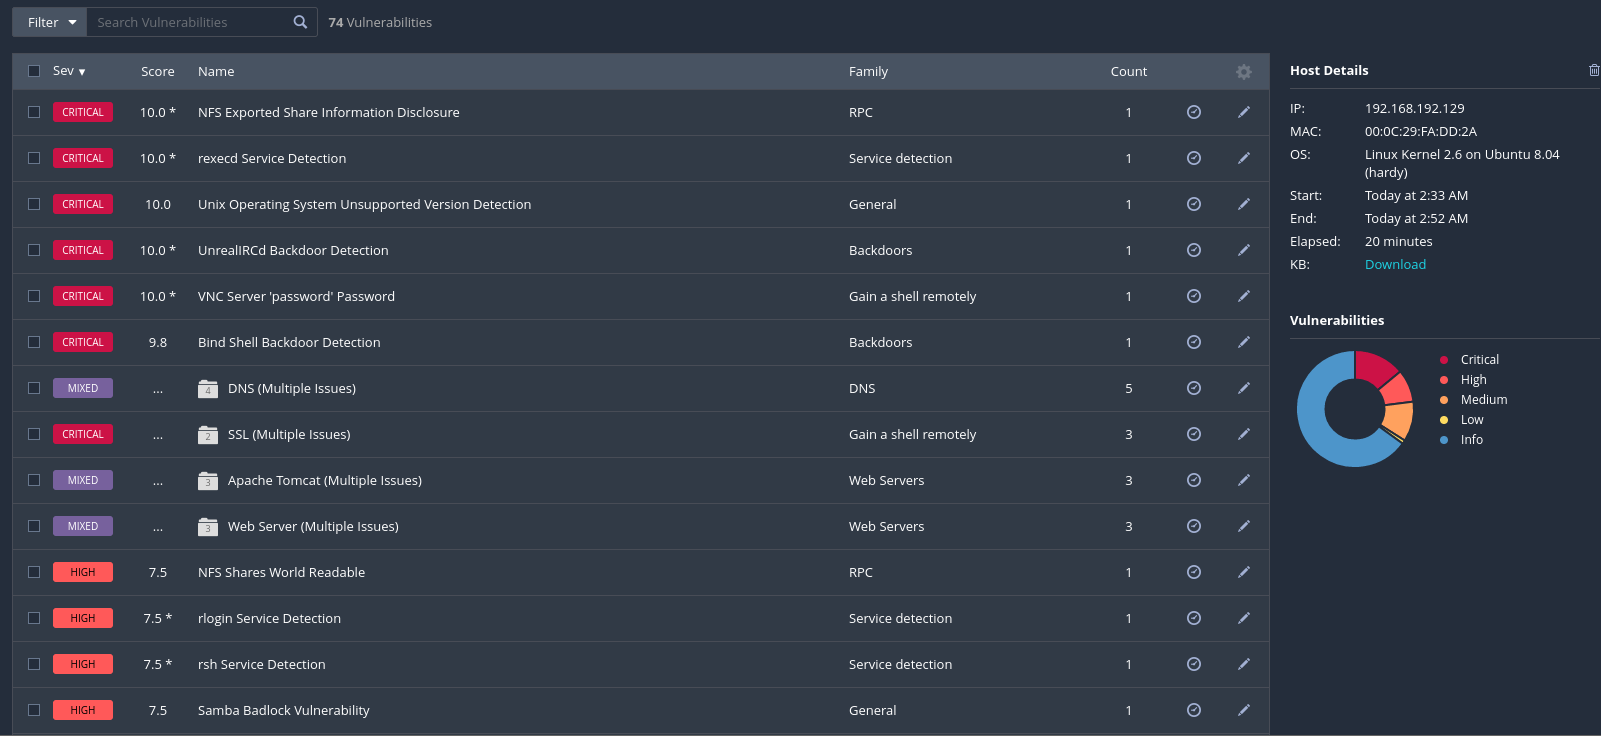 Filter Search Vulnerabilities 74 Vulnerabilities
Sev Score Name Family Count
CRITICAL 10.0 * NFS Exported Share Information Disclosure RPC 1
CRITICAL 10.0 * rexecd Service Detection Service detection 1
CRITICAL 10.0 Unix Operating System Unsupported Version Detection General 1
CRITICAL 10.0 * UnrealIRCd Backdoor Detection Backdoors 1
CRITICAL 10.0 * VNC Server 'password' Password Gain a shell remotely 1
CRITICAL 9.8 Bind Shell Backdoor Detection Backdoors 1
MIXED ... 4 DNS (Multiple Issues) DNS 5
CRITICAL ... 2 SSL (Multiple Issues) Gain a shell remotely 3
MIXED ... 3 Apache Tomcat (Multiple Issues) Web Servers 3
MIXED ... 3 Web Server (Multiple Issues) Web Servers 3
HIGH 7.5 NFS Shares World Readable RPC 1
HIGH 7.5 * rlogin Service Detection Service detection 1
HIGH 7.5 * rsh Service Detection Service detection 1
HIGH 7.5 Samba Badlock Vulnerability General 1
Host Details
IP: 192.168.192.129
MAC: 00:0C:29:FA:DD:2A
OS: Linux Kernel 2.6 on Ubuntu 8.04
(hardy)
Start: Today at 2:33 AM
End: Today at 2:52 AM
Elapsed: 20 minutes
KB: Download
Vulnerabilities
Critical
High
Medium
Low
Info